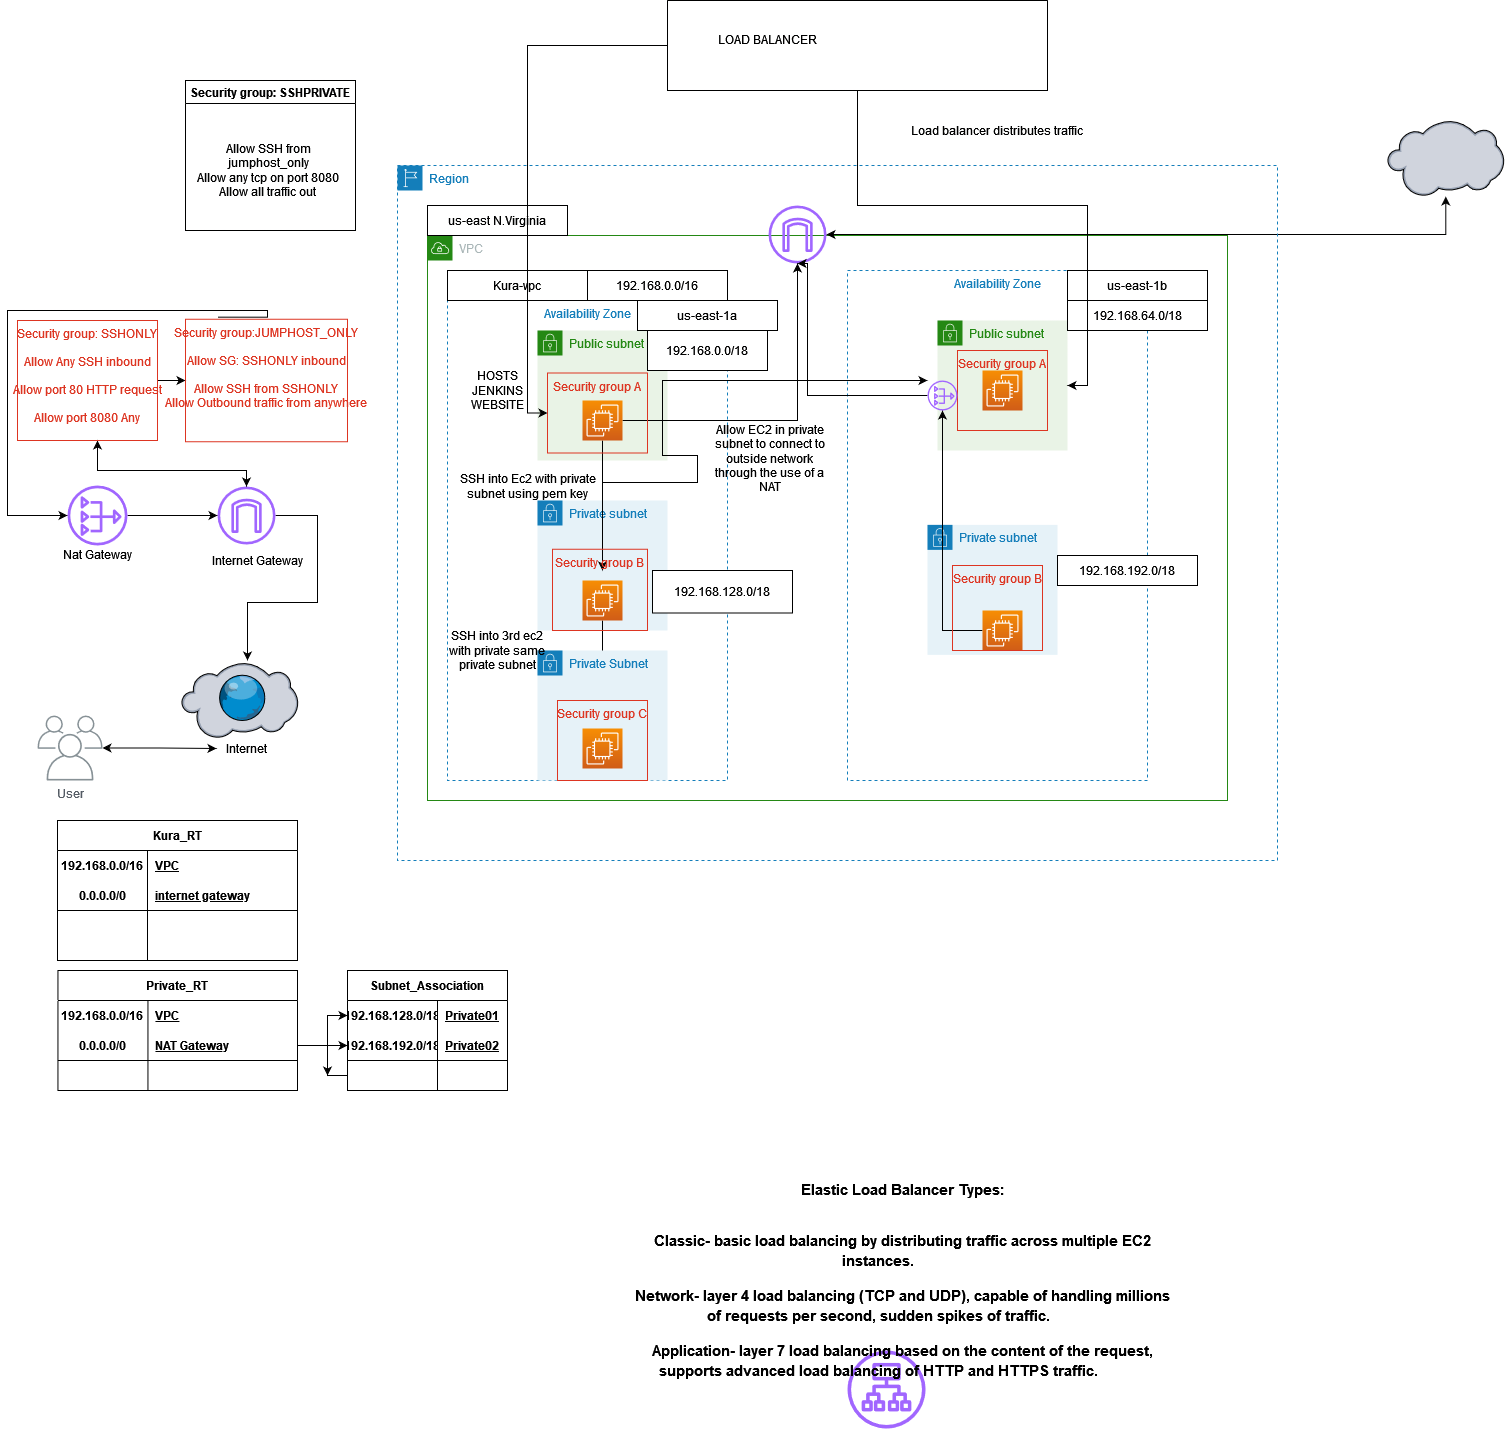 LOAD BALANCER
Security group: SSHPRIVATE
Allow SSH from
jumphost_only
Allow any tcp on port 8080
Allow all traffic out
Load balancer distributes traffic
Region
us-east N.Virginia
VPC
Kura-vpc
192.168.0.0/16
Availability Zone
us-east-1a
Public subnet
192.168.0.0/18
HOSTS
JENKINS
WEBSITE
Security group A
Allow EC2 in private
subnet to connect to
outside network
through the use of a
NAT
SSH into Ec2 with private
subnet using pem key
Private subnet
Security group B
192.168.128.0/18
SSH into 3rd ec2
with private same
private subnet
Private Subnet
Security group C
Availability Zone
us-east-1b
192.168.64.0/18
Public subnet
Security group A
Private subnet
192.168.192.0/18
Security group B
Security group: SSHONLY
Allow Any SSH inbound
Allow port 80 HTTP request
Allow port 8080 Any
Security group:JUMPHOST_ONLY
Allow SG: SSHONLY inbound
Allow SSH from SSHONLY
Allow Outbound traffic from anywhere
Nat Gateway
Internet Gateway
Internet
User
Kura_RT
192.168.0.0/16 VPC
0.0.0.0/0 internet gateway
Private_RT
192.168.0.0/16 VPC
0.0.0.0/0 NAT Gateway
Subnet_Association
192.168.128.0/18 Private01
192.168.192.0/18 Private02
Elastic Load Balancer Types:
Classic- basic load balancing by distributing traffic across multiple EC2
instances.
Network- layer 4 load balancing (TCP and UDP), capable of handling millions
of requests per second, sudden spikes of traffic.
Application- layer 7 load balancing based on the content of the request,
supports advanced load balancing of HTTP and HTTPS traffic.